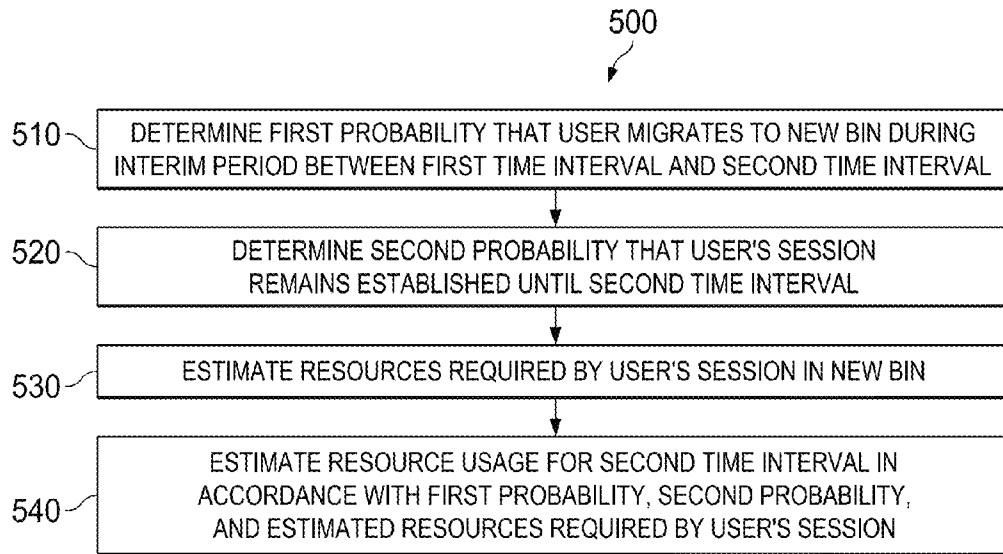 500
510
DETERMINE FIRST PROBABILITY THAT USER MIGRATES TO NEW BIN DURING
INTERIM PERIOD BETWEEN FIRST TIME INTERVAL AND SECOND TIME INTERVAL
520
DETERMINE SECOND PROBABILITY THAT USER'S SESSION
REMAINS ESTABLISHED UNTIL SECOND TIME INTERVAL
530
ESTIMATE RESOURCES REQUIRED BY USER'S SESSION IN NEW BIN
540
ESTIMATE RESOURCE USAGE FOR SECOND TIME INTERVAL IN
ACCORDANCE WITH FIRST PROBABILITY, SECOND PROBABILITY,
AND ESTIMATED RESOURCES REQUIRED BY USER'S SESSION